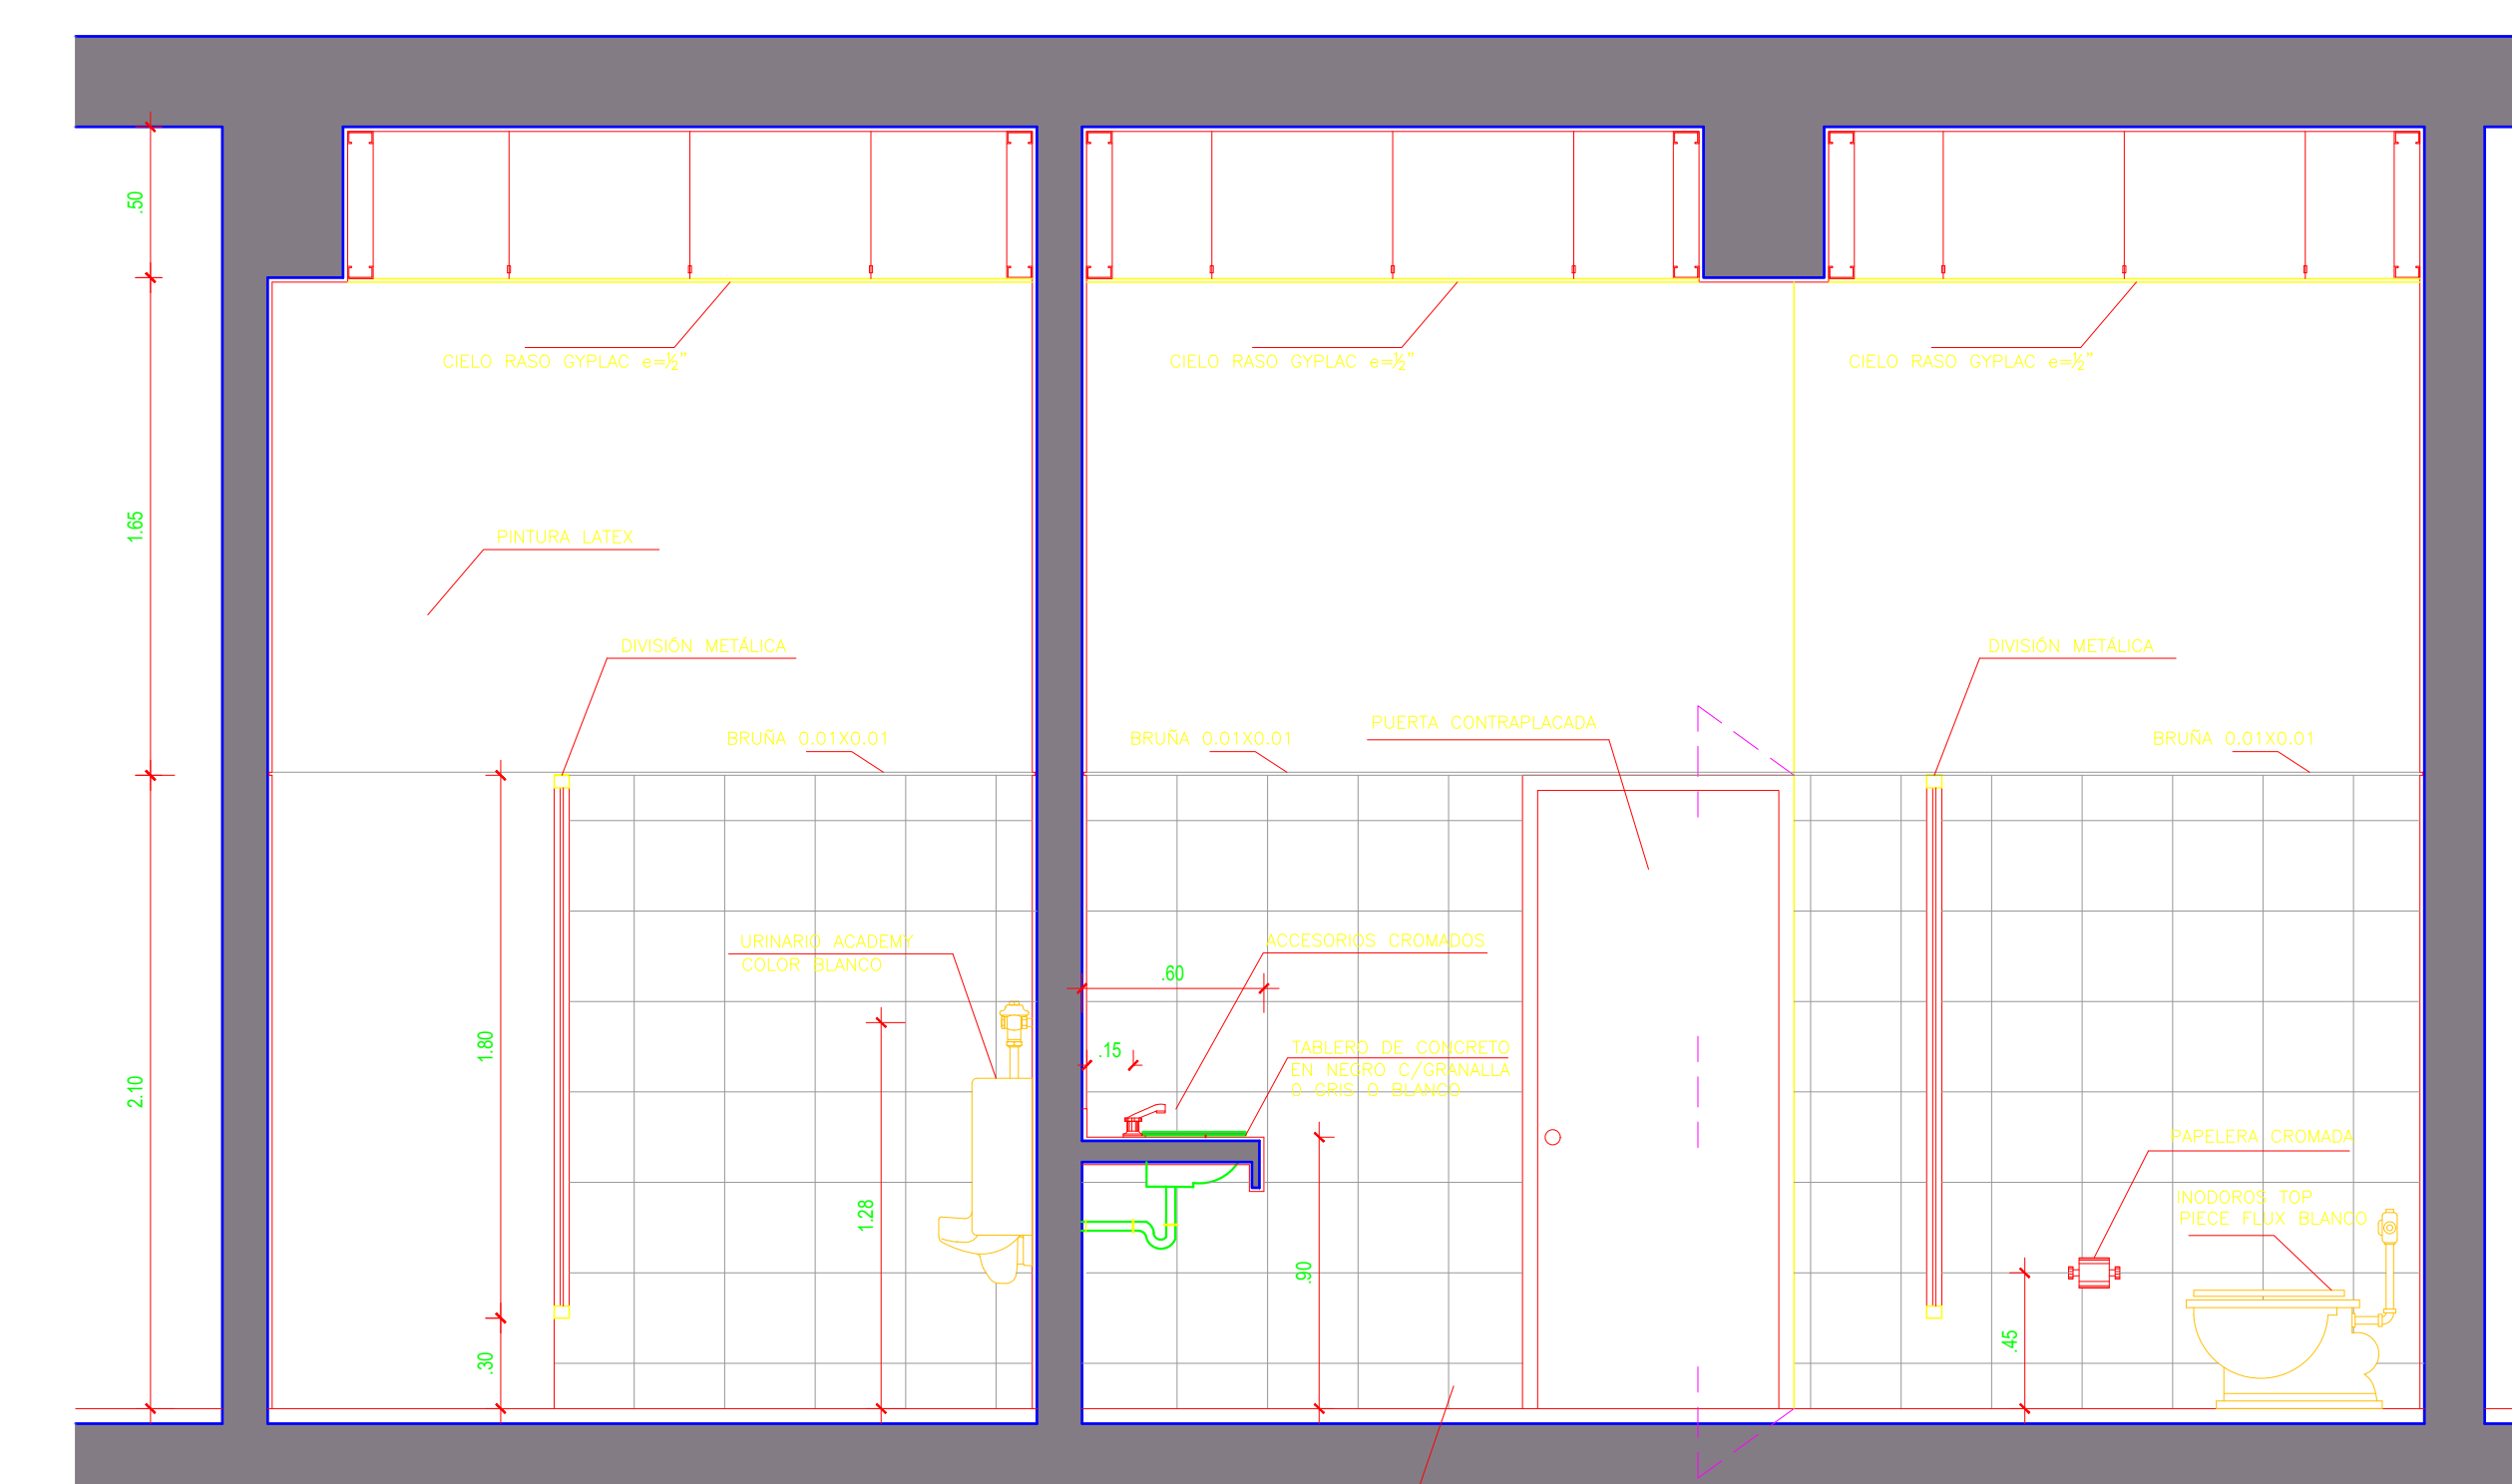 .50
CIELO RASO GYPLAC e=½"
CIELO RASO GYPLAC e=½"
CIELO RASO GYPLAC e=½"
1.65
PINTURA LATEX
DIVISIÓN METÁLICA
DIVISIÓN METÁLICA
PUERTA CONTRAPLACADA
BRUÑA 0.01X0.01
BRUÑA 0.01X0.01
BRUÑA 0.01X0.01
URINARIO ACADEMY
COLOR BLANCO
ACCESORIOS CROMADOS
.60
1.80
.15
TABLERO DE CONCRETO
EN NEGRO C/GRANALLA
O GRIS O BLANCO
2.10
PAPELERA CROMADA
1.28
INODOROS TOP
PIECE FLUX BLANCO
.90
.45
.30